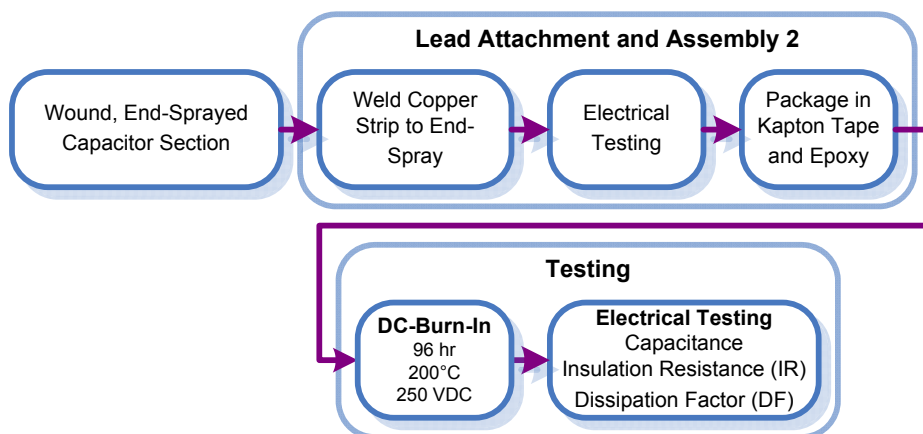 Lead Attachment and Assembly 2
Wound, End-Sprayed
Capacitor Section
Weld Copper
Strip to End-
Spray
Electrical
Testing
Package in
Kapton Tape
and Epoxy
Testing
DC-Burn-In
96 hr
200°C
250 VDC
Electrical Testing
Capacitance
Insulation Resistance (IR)
Dissipation Factor (DF)